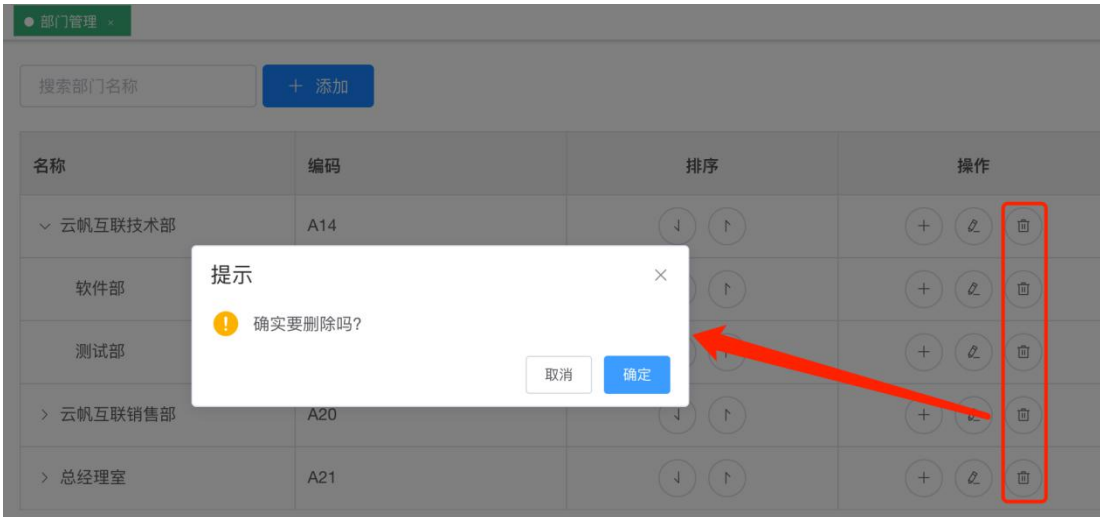 部门管理 ×
搜索部门名称
+ 添加
名称 编码 排序 操作
云帆互联技术部 A14
提示
软件部
确实要删除吗?
测试部
取消 确定
云帆互联销售部 A20
总经理室 A21